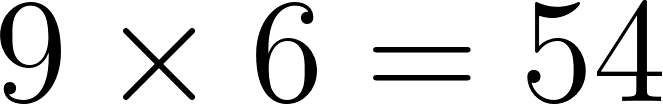 9 × 6 = 54